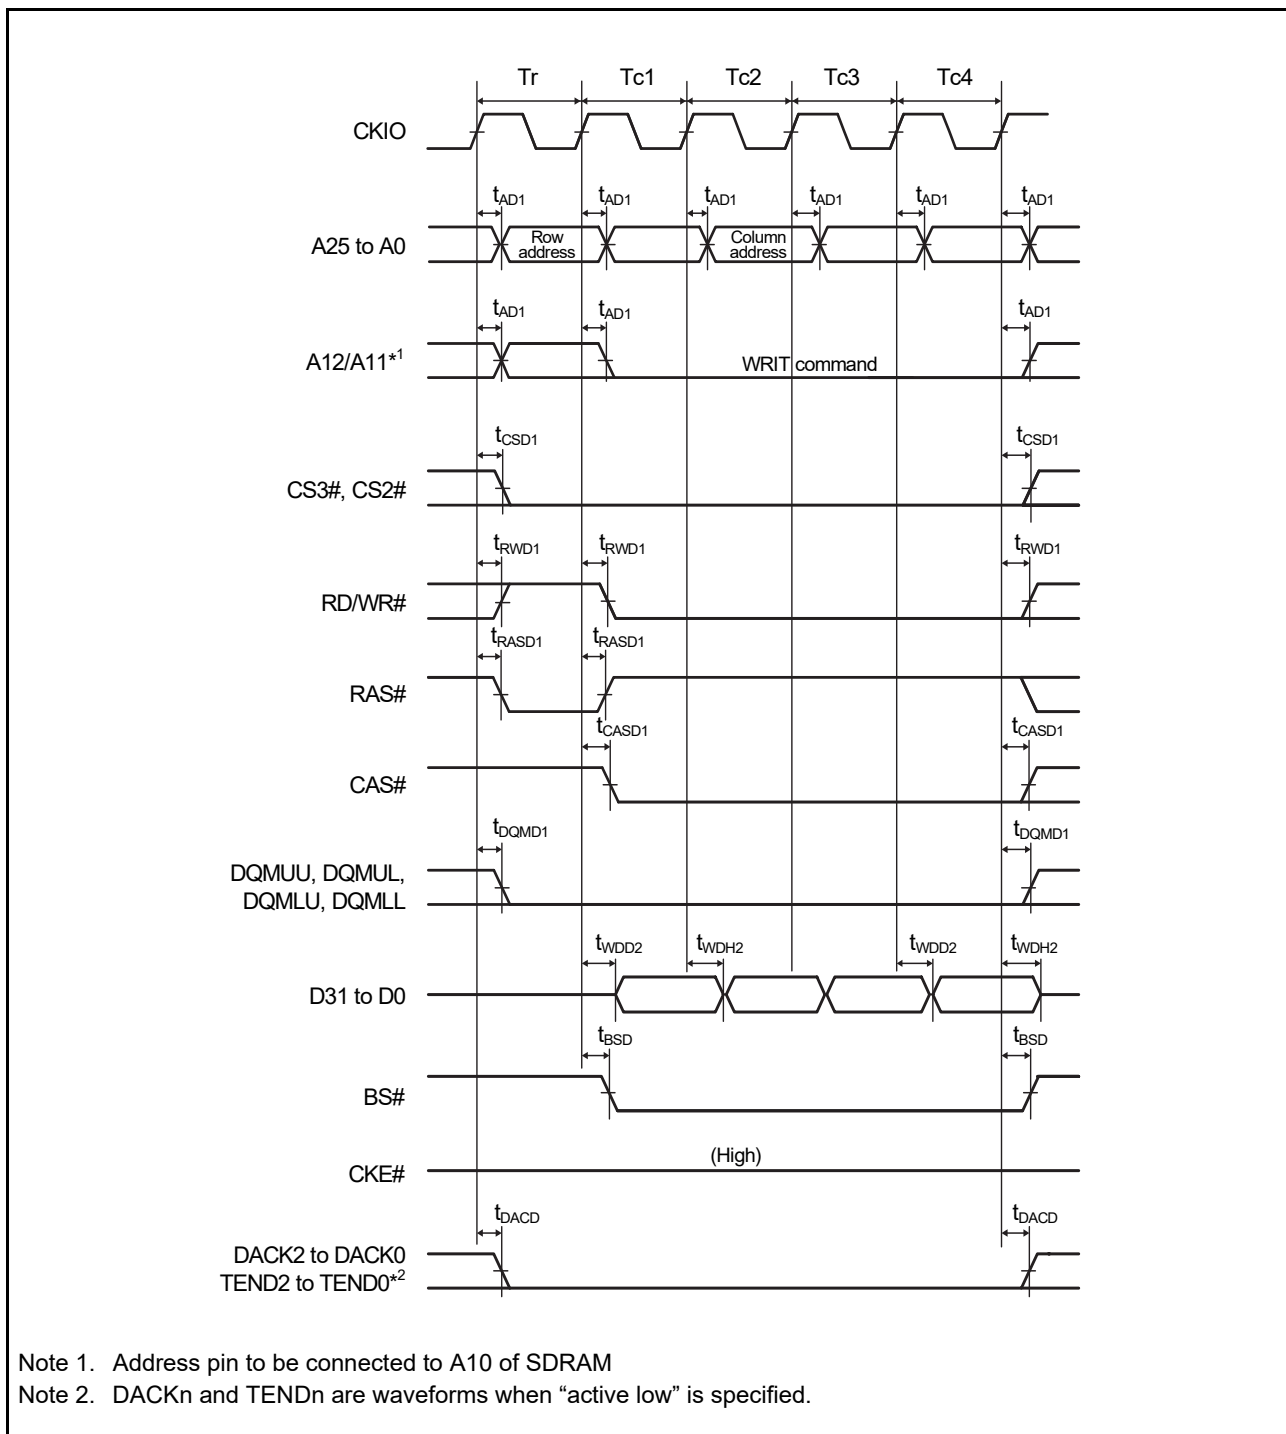 Tr Tc1 Tc2 Tc3 Tc4
CKIO
tAD1 tAD1 tAD1 tAD1 tAD1 tAD1
A25 to A0
Row
address
Column
address
tAD1 tAD1 tAD1
A12/A11*1
WRIT command
tCSD1 tCSD1
CS3#, CS2#
tRWD1 tRWD1 tRWD1
RD/WR#
tRASD1 tRASD1
RAS#
tCASD1 tCASD1
CAS#
tDQMD1 tDQMD1
DQMUU, DQMUL,
DQMLU, DQMLL
tWDD2 tWDH2 tWDD2 tWDH2
D31 to D0
tBSD tBSD
BS#
(High)
CKE#
tDACD tDACD
DACK2 to DACK0
TEND2 to TEND0*2
Note 1. Address pin to be connected to A10 of SDRAM
Note 2. DACKn and TENDn are waveforms when “active low” is specified.